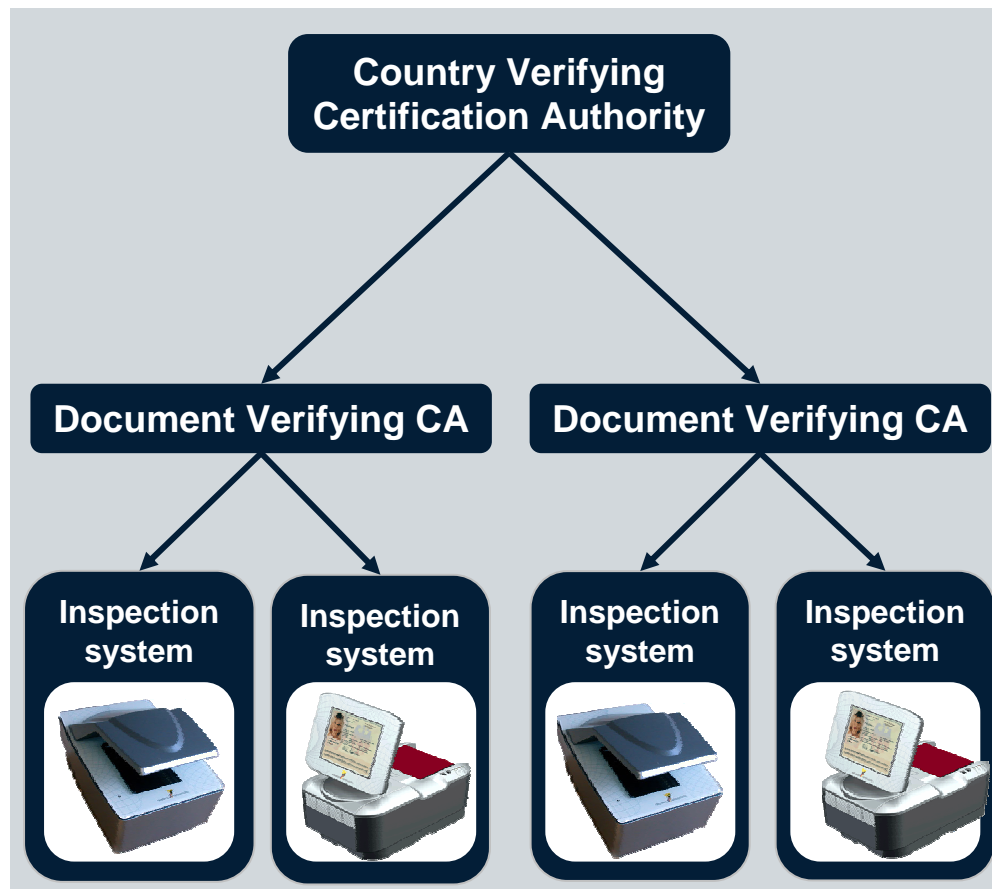 Country Verifying
Certification Authority
Document Verifying CA
Document Verifying CA
Inspection
system
Inspection
system
Inspection
system
Inspection
system